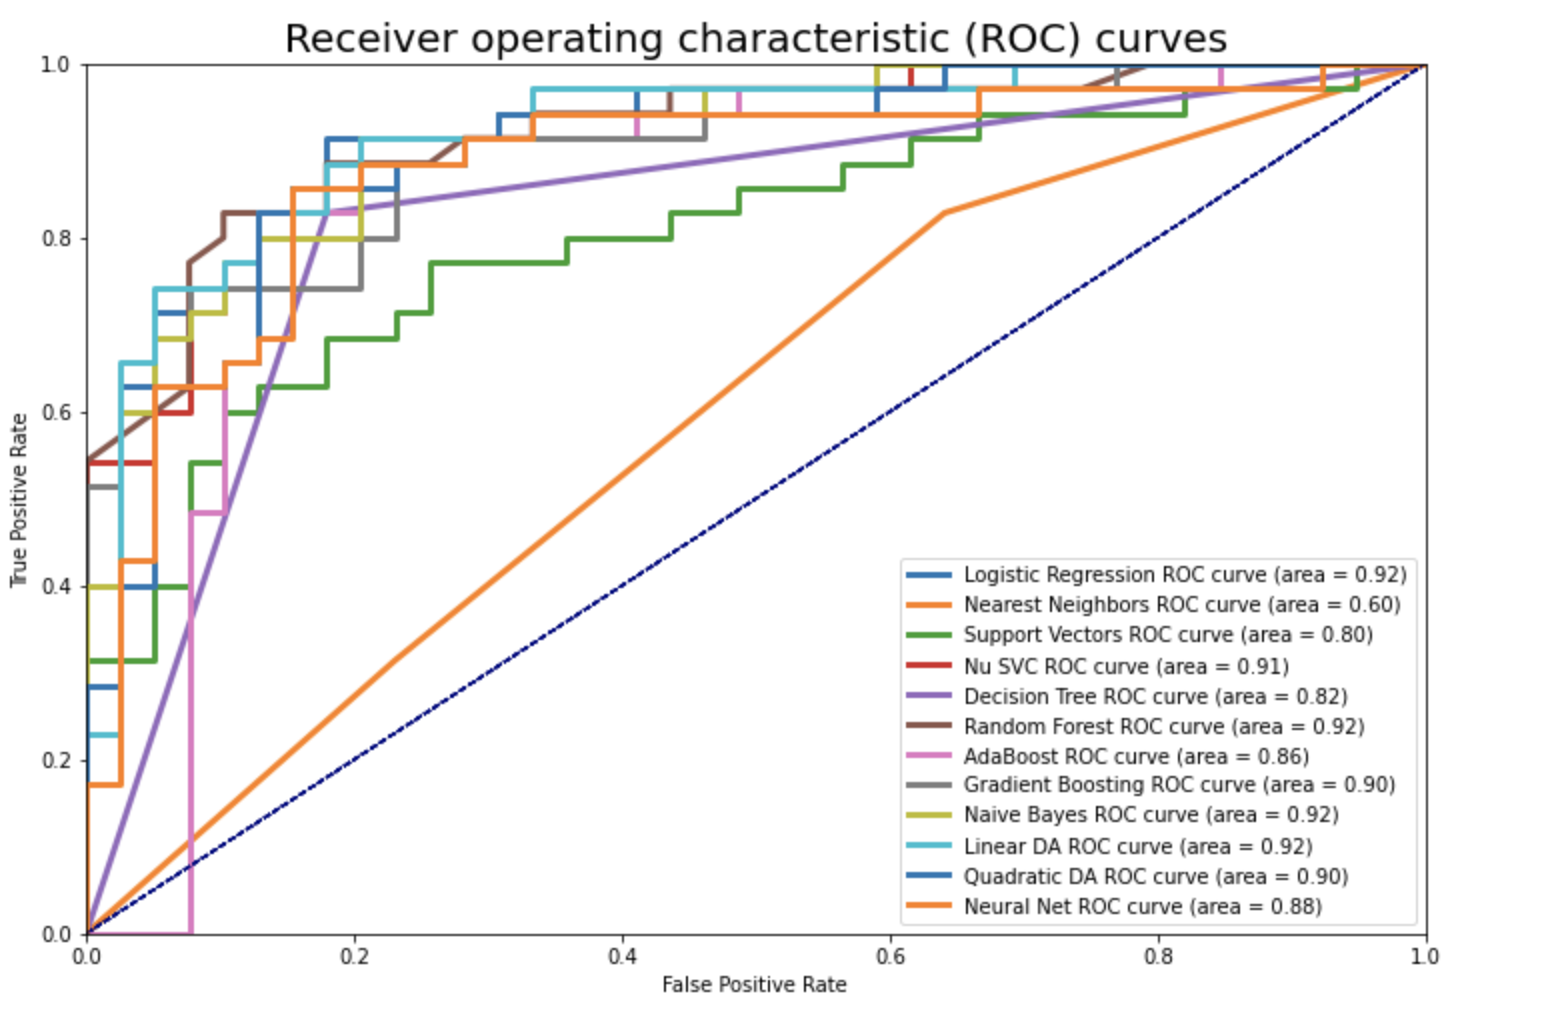 Receiver operating characteristic (ROC) curves
True Positive Rate
1.0
0.8
0.6
0.4
0.2
0.0
0.0 0.2 0.4 0.6 0.8 1.0
False Positive Rate
Logistic Regression ROC curve (area = 0.92)
Nearest Neighbors ROC curve (area = 0.60)
Support Vectors ROC curve (area = 0.80)
Nu SVC ROC curve (area = 0.91)
Decision Tree ROC curve (area = 0.82)
Random Forest ROC curve (area = 0.92)
AdaBoost ROC curve (area = 0.86)
Gradient Boosting ROC curve (area = 0.90)
Naive Bayes ROC curve (area = 0.92)
Linear DA ROC curve (area = 0.92)
Quadratic DA ROC curve (area = 0.90)
Neural Net ROC curve (area = 0.88)